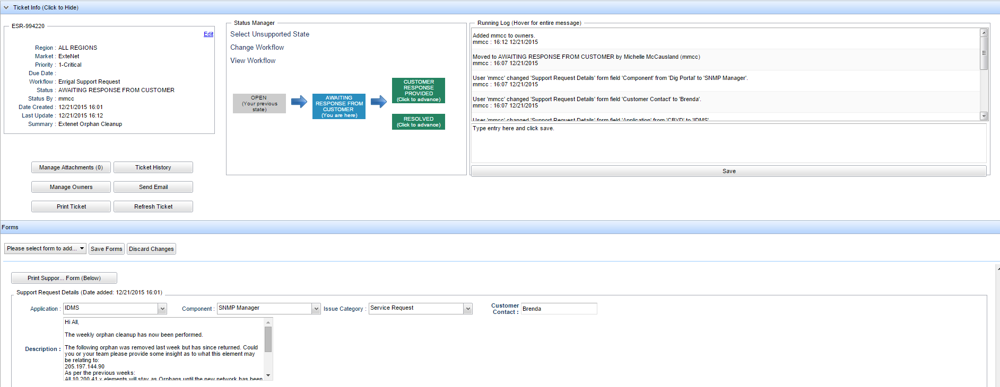 Ticket Info (Click to Hide)
ESR-994220
Edit
Region : ALL REGIONS
Market : ExteNet
Priority : 1-Critical
Due Date :
Workflow : Errigal Support Request
Status : AWAITING RESPONSE FROM CUSTOMER
Status By : mmcc
Date Created : 12/21/2015 16:01
Last Update : 12/21/2015 16:12
Summary : Extenet Orphan Cleanup
Manage Attachments (0)
Ticket History
Manage Owners
Send Email
Print Ticket
Refresh Ticket
Status Manager
Select Unsupported State
Change Workflow
View Workflow
OPEN
(Your previous
state)
AWAITING
RESPONSE FROM
CUSTOMER
(You are here)
CUSTOMER
RESPONSE
PROVIDED
(Click to advance)
RESOLVED
(Click to advance)
Running Log (Hover for entire message)
Added mmcc to owners.
mmcc : 16:12 12/21/2015
Moved to AWAITING RESPONSE FROM CUSTOMER by Michelle McCausland (mmcc)
mmcc : 16:07 12/21/2015
User 'mmcc' changed 'Support Request Details' form field 'Component' from 'Dig Portal' to 'SNMP Manager'.
mmcc : 16:07 12/21/2015
User 'mmcc' changed 'Support Request Details' form field 'Customer Contact' to 'Brenda'.
mmcc : 16:07 12/21/2015
User 'mmcc' changed 'Support Request Details' form field 'Application' from 'CBYD' to 'IDMS'
Type entry here and click save.
Save
Forms
Please select form to add...
Save Forms
Discard Changes
Print Suppor... Form (Below)
Support Request Details (Date added: 12/21/2015 16:01)
Application : IDMS
Component : SNMP Manager
Issue Category : Service Request
Customer
Contact :
Brenda
Description :
Hi All,
The weekly orphan cleanup has now been performed.
The following orphan was removed last week but has since returned. Could
you or your team please provide some insight as to what this element may
be relating to:
205.197.144.90
As per the previous weeks:
All 10.200.41.x elements will stay as Orphans until the new network has been